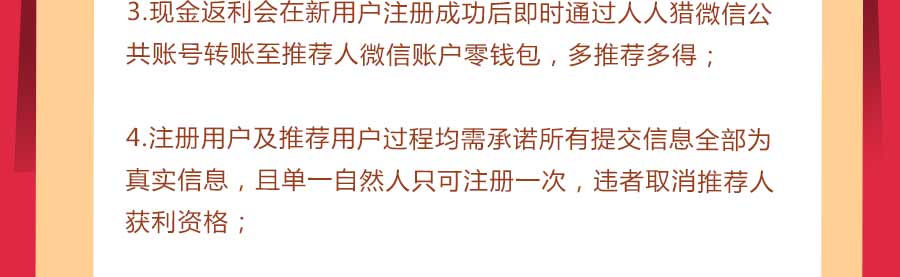 3.现金返利会在新用户注册成功后即时通过人人猎微信公
共账号转账至推荐人微信账户零钱包，多推荐多得；
4.注册用户及推荐用户过程均需承诺所有提交信息全部为
真实信息，且单一自然人只可注册一次，违者取消推荐人
获利资格；